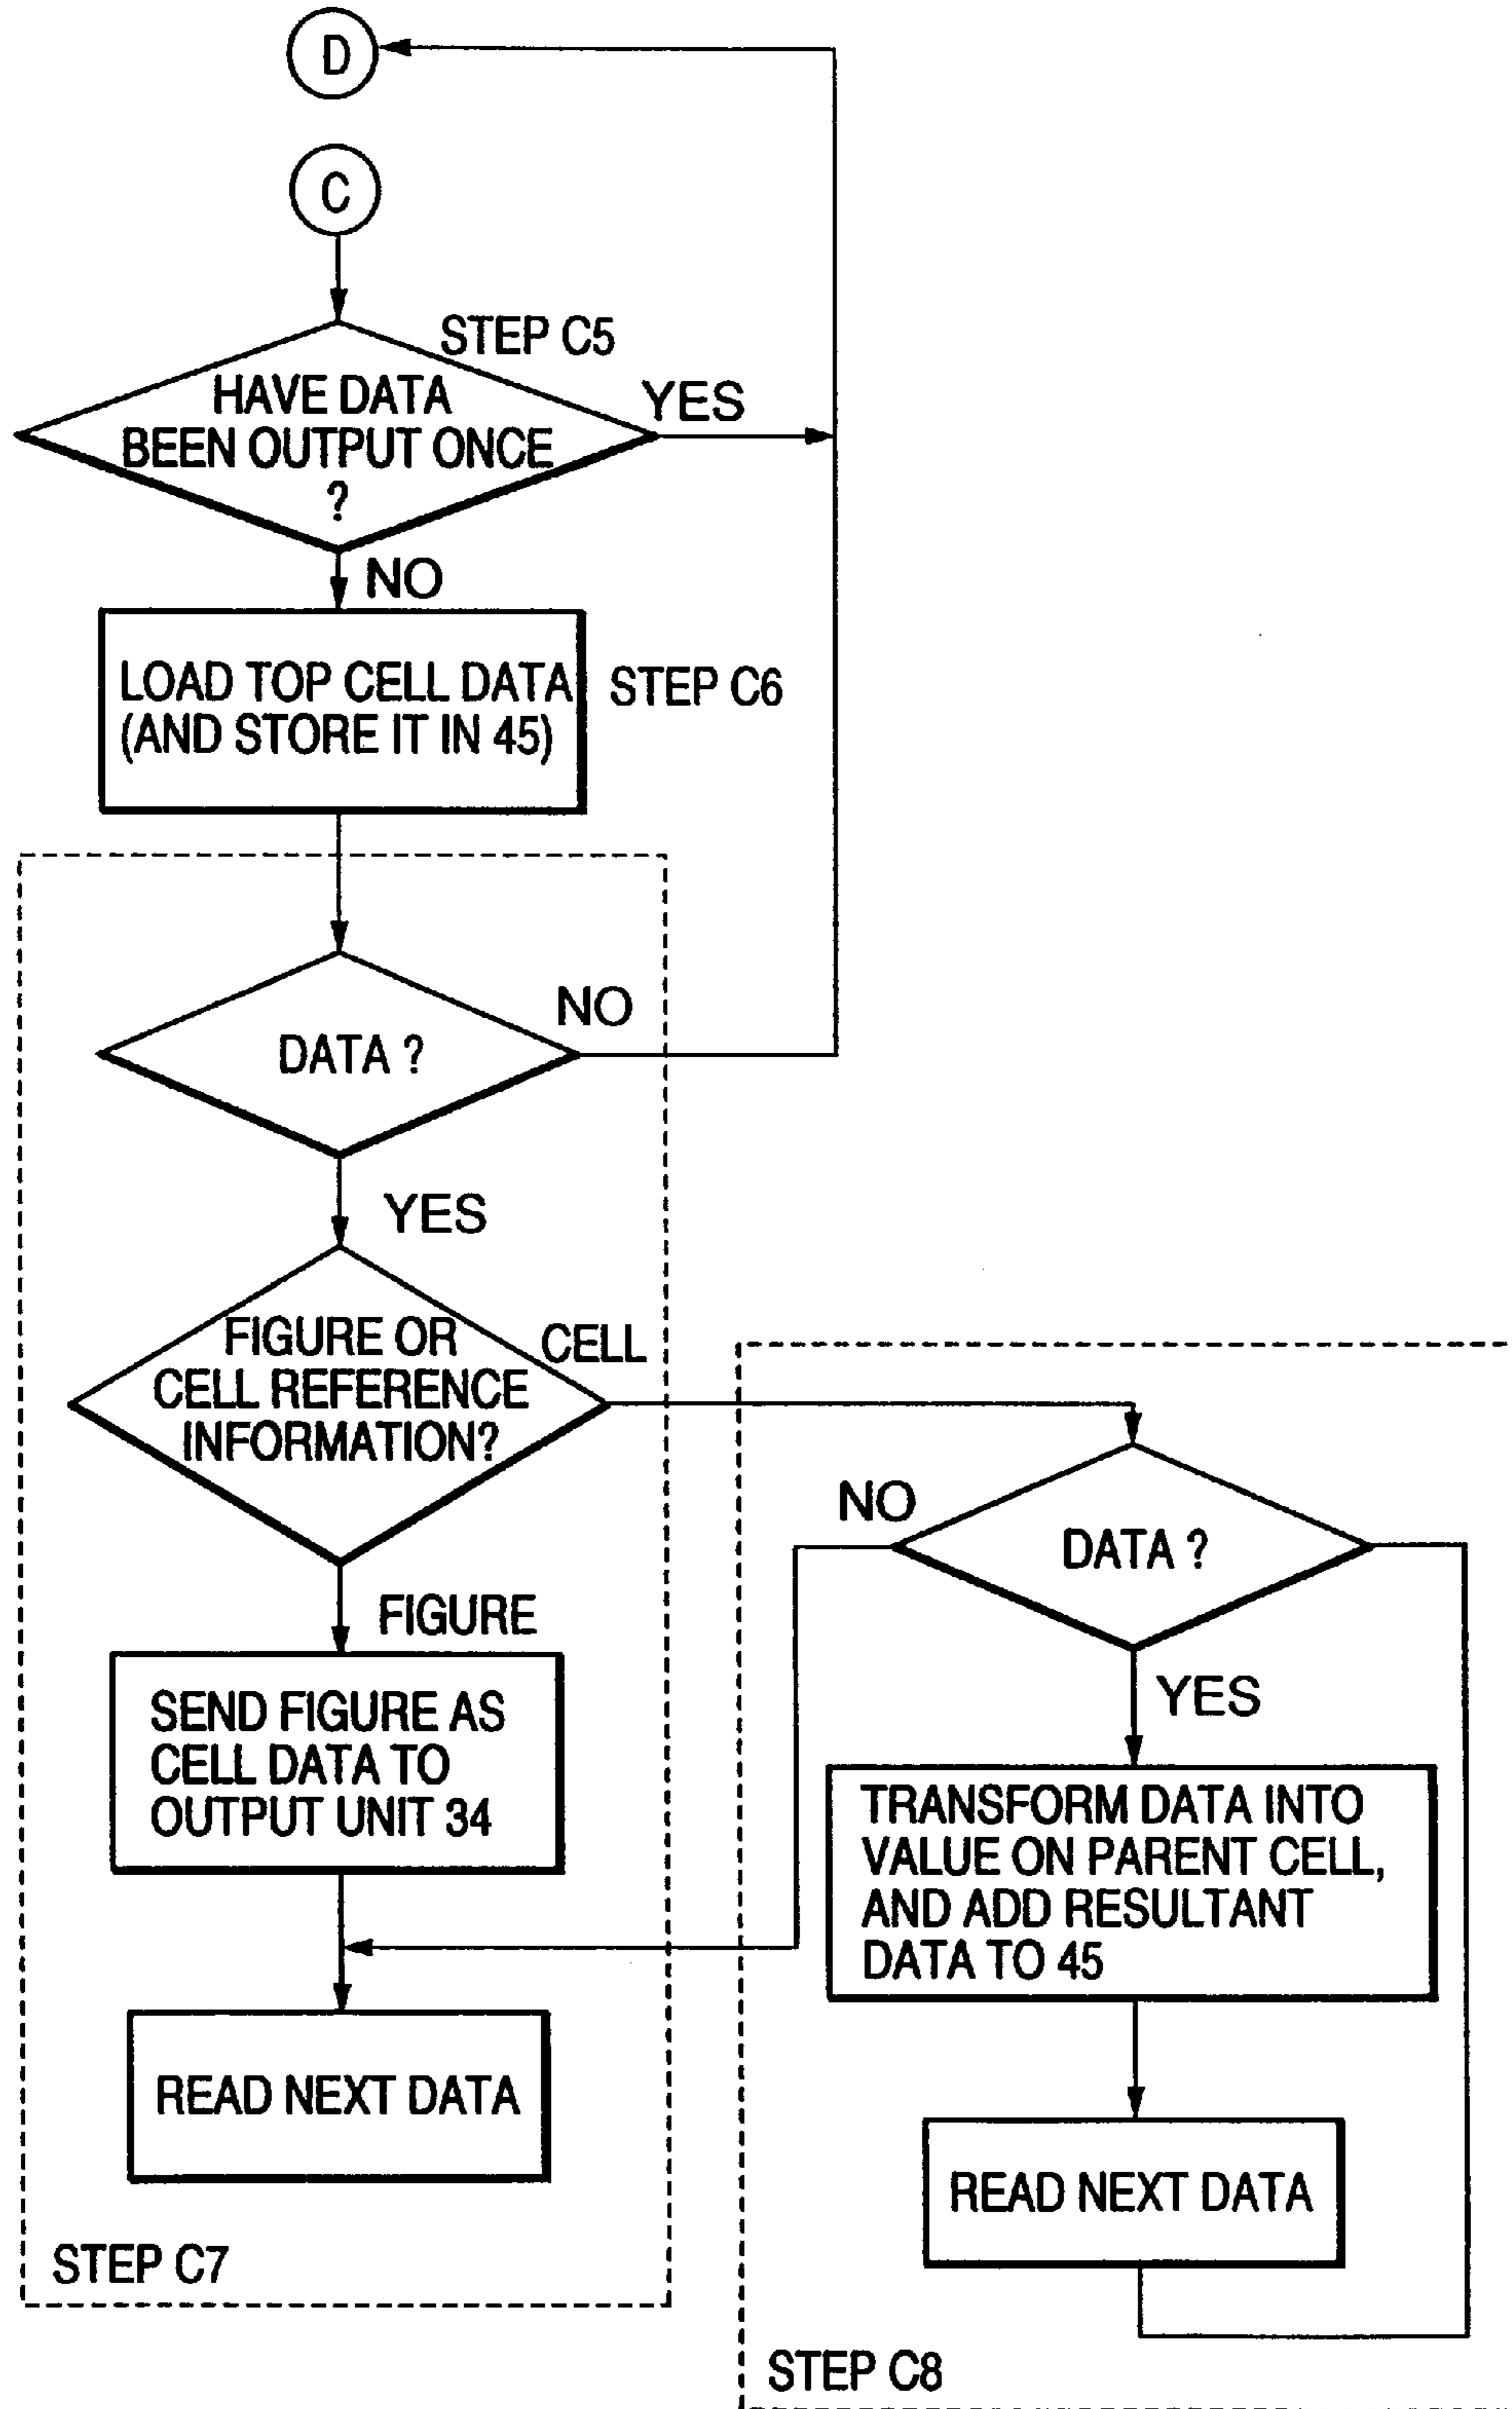 D
C
STEP C5
HAVE DATA
BEEN OUTPUT ONCE
?
YES
NO
LOAD TOP CELL DATA
(AND STORE IT IN 45)
STEP C6
DATA ?
NO
YES
FIGURE OR
CELL REFERENCE
INFORMATION?
CELL
FIGURE
SEND FIGURE AS
CELL DATA TO
OUTPUT UNIT 34
READ NEXT DATA
STEP C7
NO
DATA ?
YES
TRANSFORM DATA INTO
VALUE ON PARENT CELL,
AND ADD RESULTANT
DATA TO 45
READ NEXT DATA
STEP C8